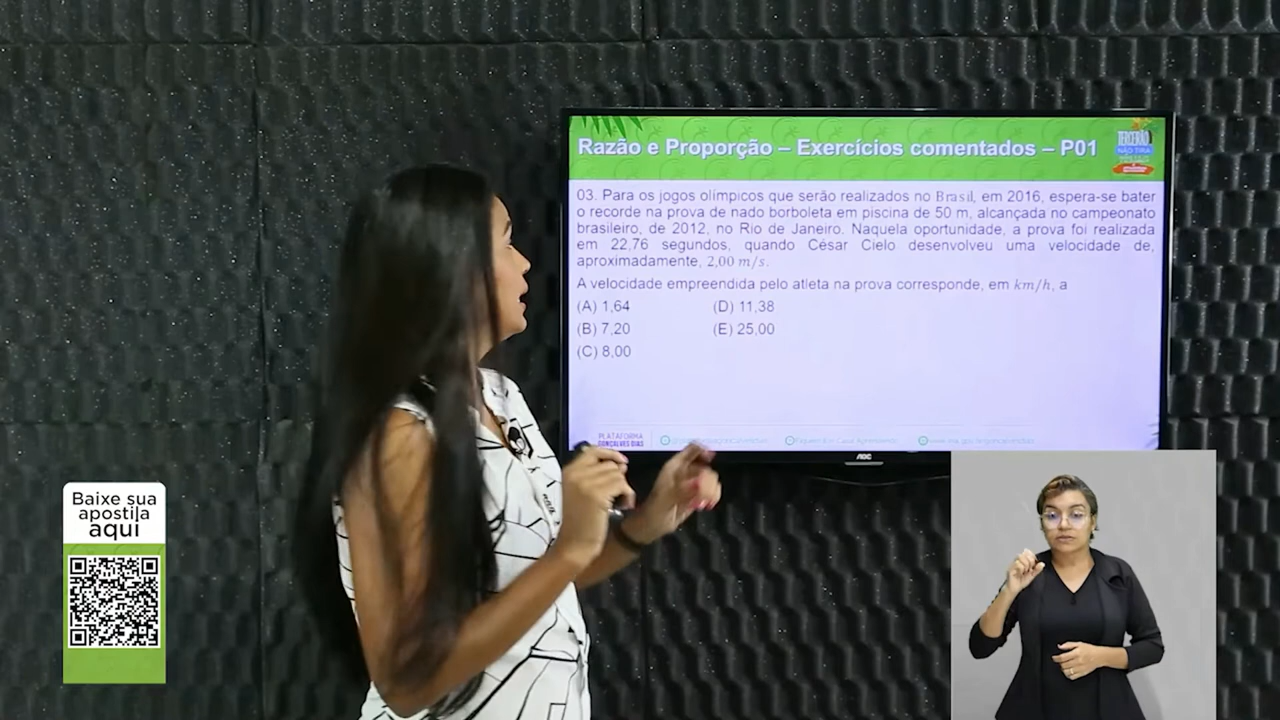 Razão e Proporção – Exercícios comentados – P01
TERCEIRÃO
NÃO TIRA
03. Para os jogos olímpicos que serão realizados no Brasil, em 2016, espera-se bater
o recorde na prova de nado borboleta em piscina de 50 m, alcançada no campeonato
brasileiro, de 2012, no Rio de Janeiro. Naquela oportunidade, a prova foi realizada
em 22,76 segundos, quando César Cielo desenvolveu uma velocidade de,
aproximadamente, 2,00 m/s.
A velocidade empreendida pelo atleta na prova corresponde, em km/h, a
(A) 1,64
(D) 11,38
(B) 7,20
(E) 25,00
(C) 8,00
PLATAFORMA
GONÇALVES DIAS
AOC
Baixe sua
apostila
aqui